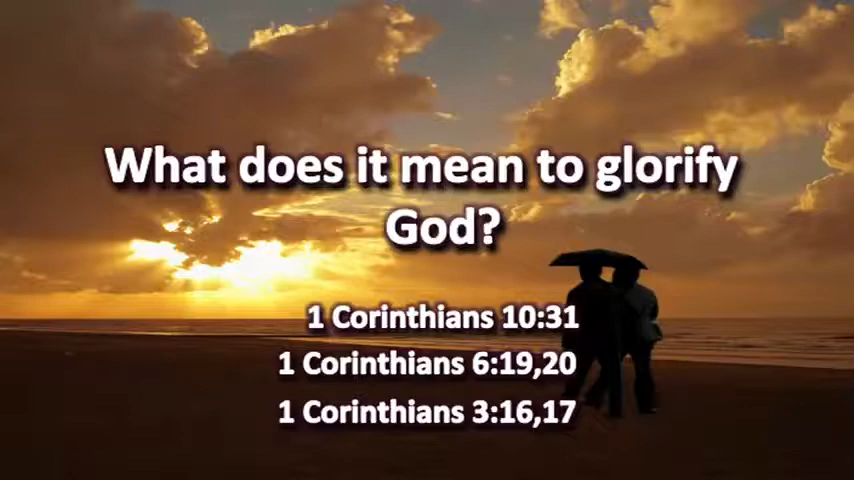 What does it mean to glorify
God?
1 Corinthians 10:31
1 Corinthians 6:19,20
1 Corinthians 3:16,17